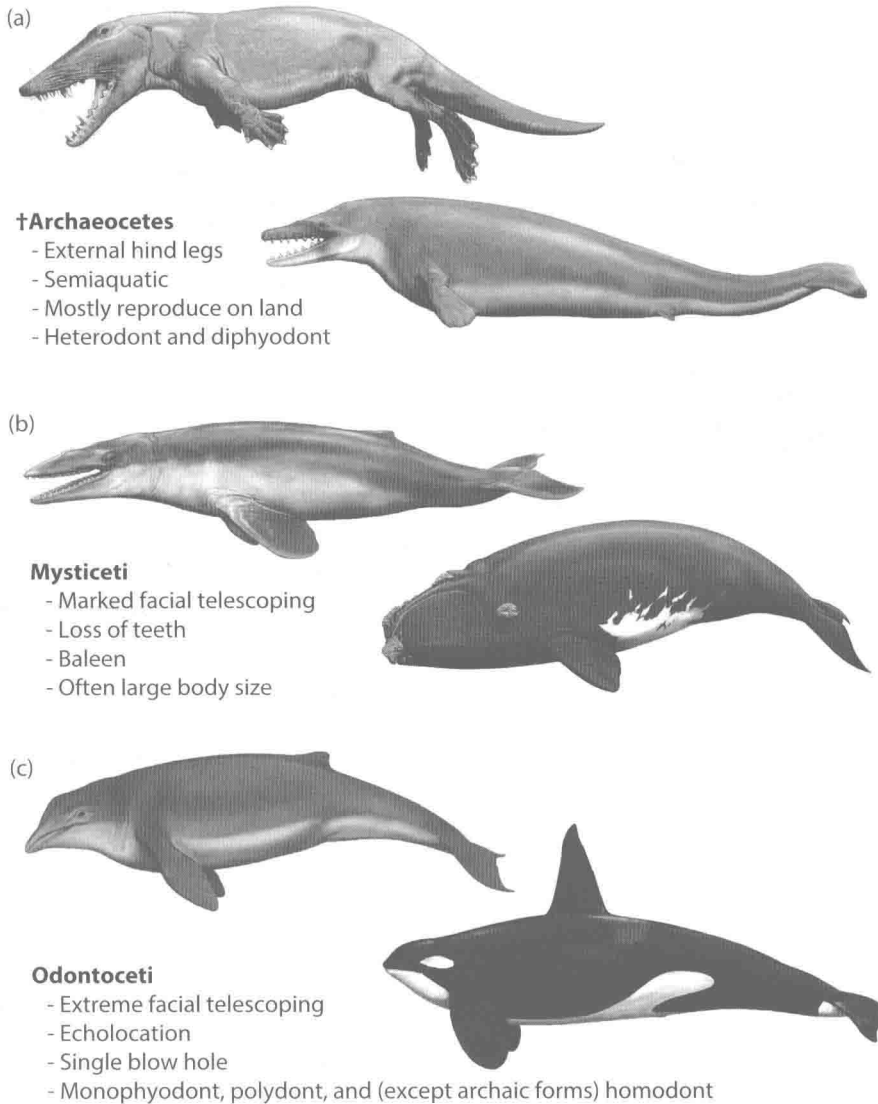 (a)
†Archaeocetes
- External hind legs
- Semiaquatic
- Mostly reproduce on land
- Heterodont and diphyodont
(b)
Mysticeti
- Marked facial telescoping
- Loss of teeth
- Baleen
- Often large body size
(c)
Odontoceti
- Extreme facial telescoping
- Echolocation
- Single blow hole
- Monophyodont, polydont, and (except archaic forms) homodont